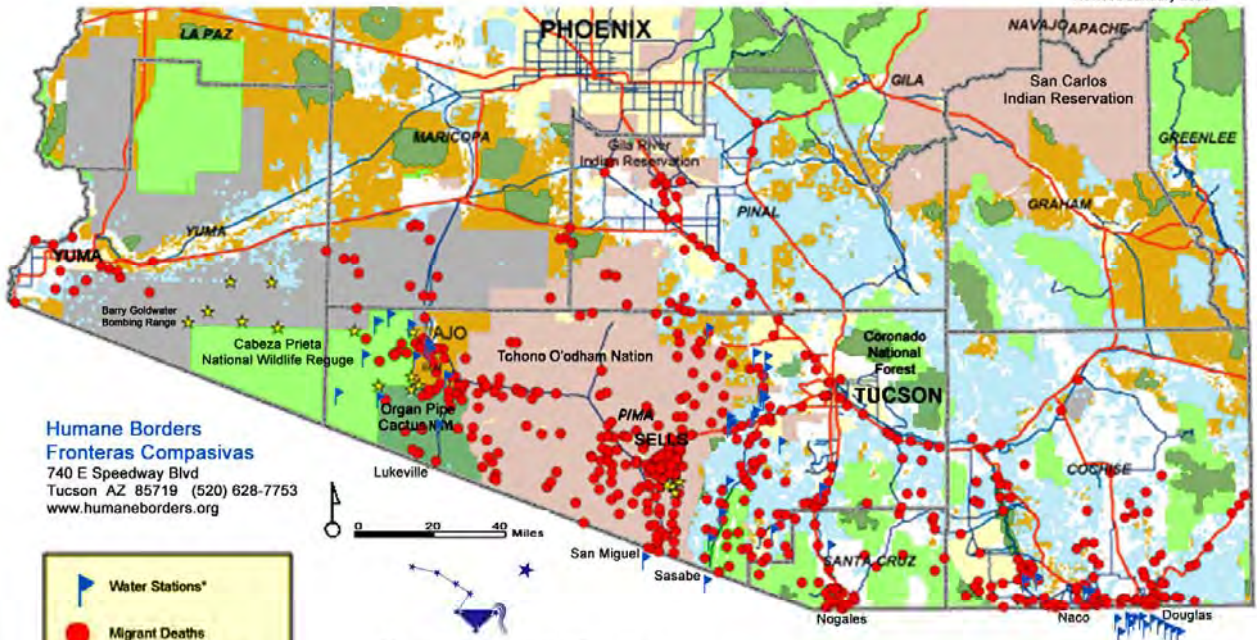 LA PAZ
PHOENIX
NAVAJO APACHE
GILA
San Carlos
Indian Reservation
MARICOPA
GREENLEE
Gila River
Indian Reservation
GRAHAM
PINAL
YUMA
YUMA
Barry Goldwater
Bombing Range
AJO
Coronado
National
Forest
Cabeza Prieta
National Wildlife Reguge
Tchono O'odham Nation
TUCSON
Organ Pipe
Cactus N.M
PIMA
SELLS
Humane Borders
Fronteras Compasivas
740 E Speedway Blvd
Tucson AZ 85719 (520) 628-7753
www.humaneborders.org
Lukeville
COCHISE
0 20 40 Miles
San Miguel
SANTA CRUZ
Sasabe
Nogales
Naco
Douglas
Water Stations*
Migrant Deaths